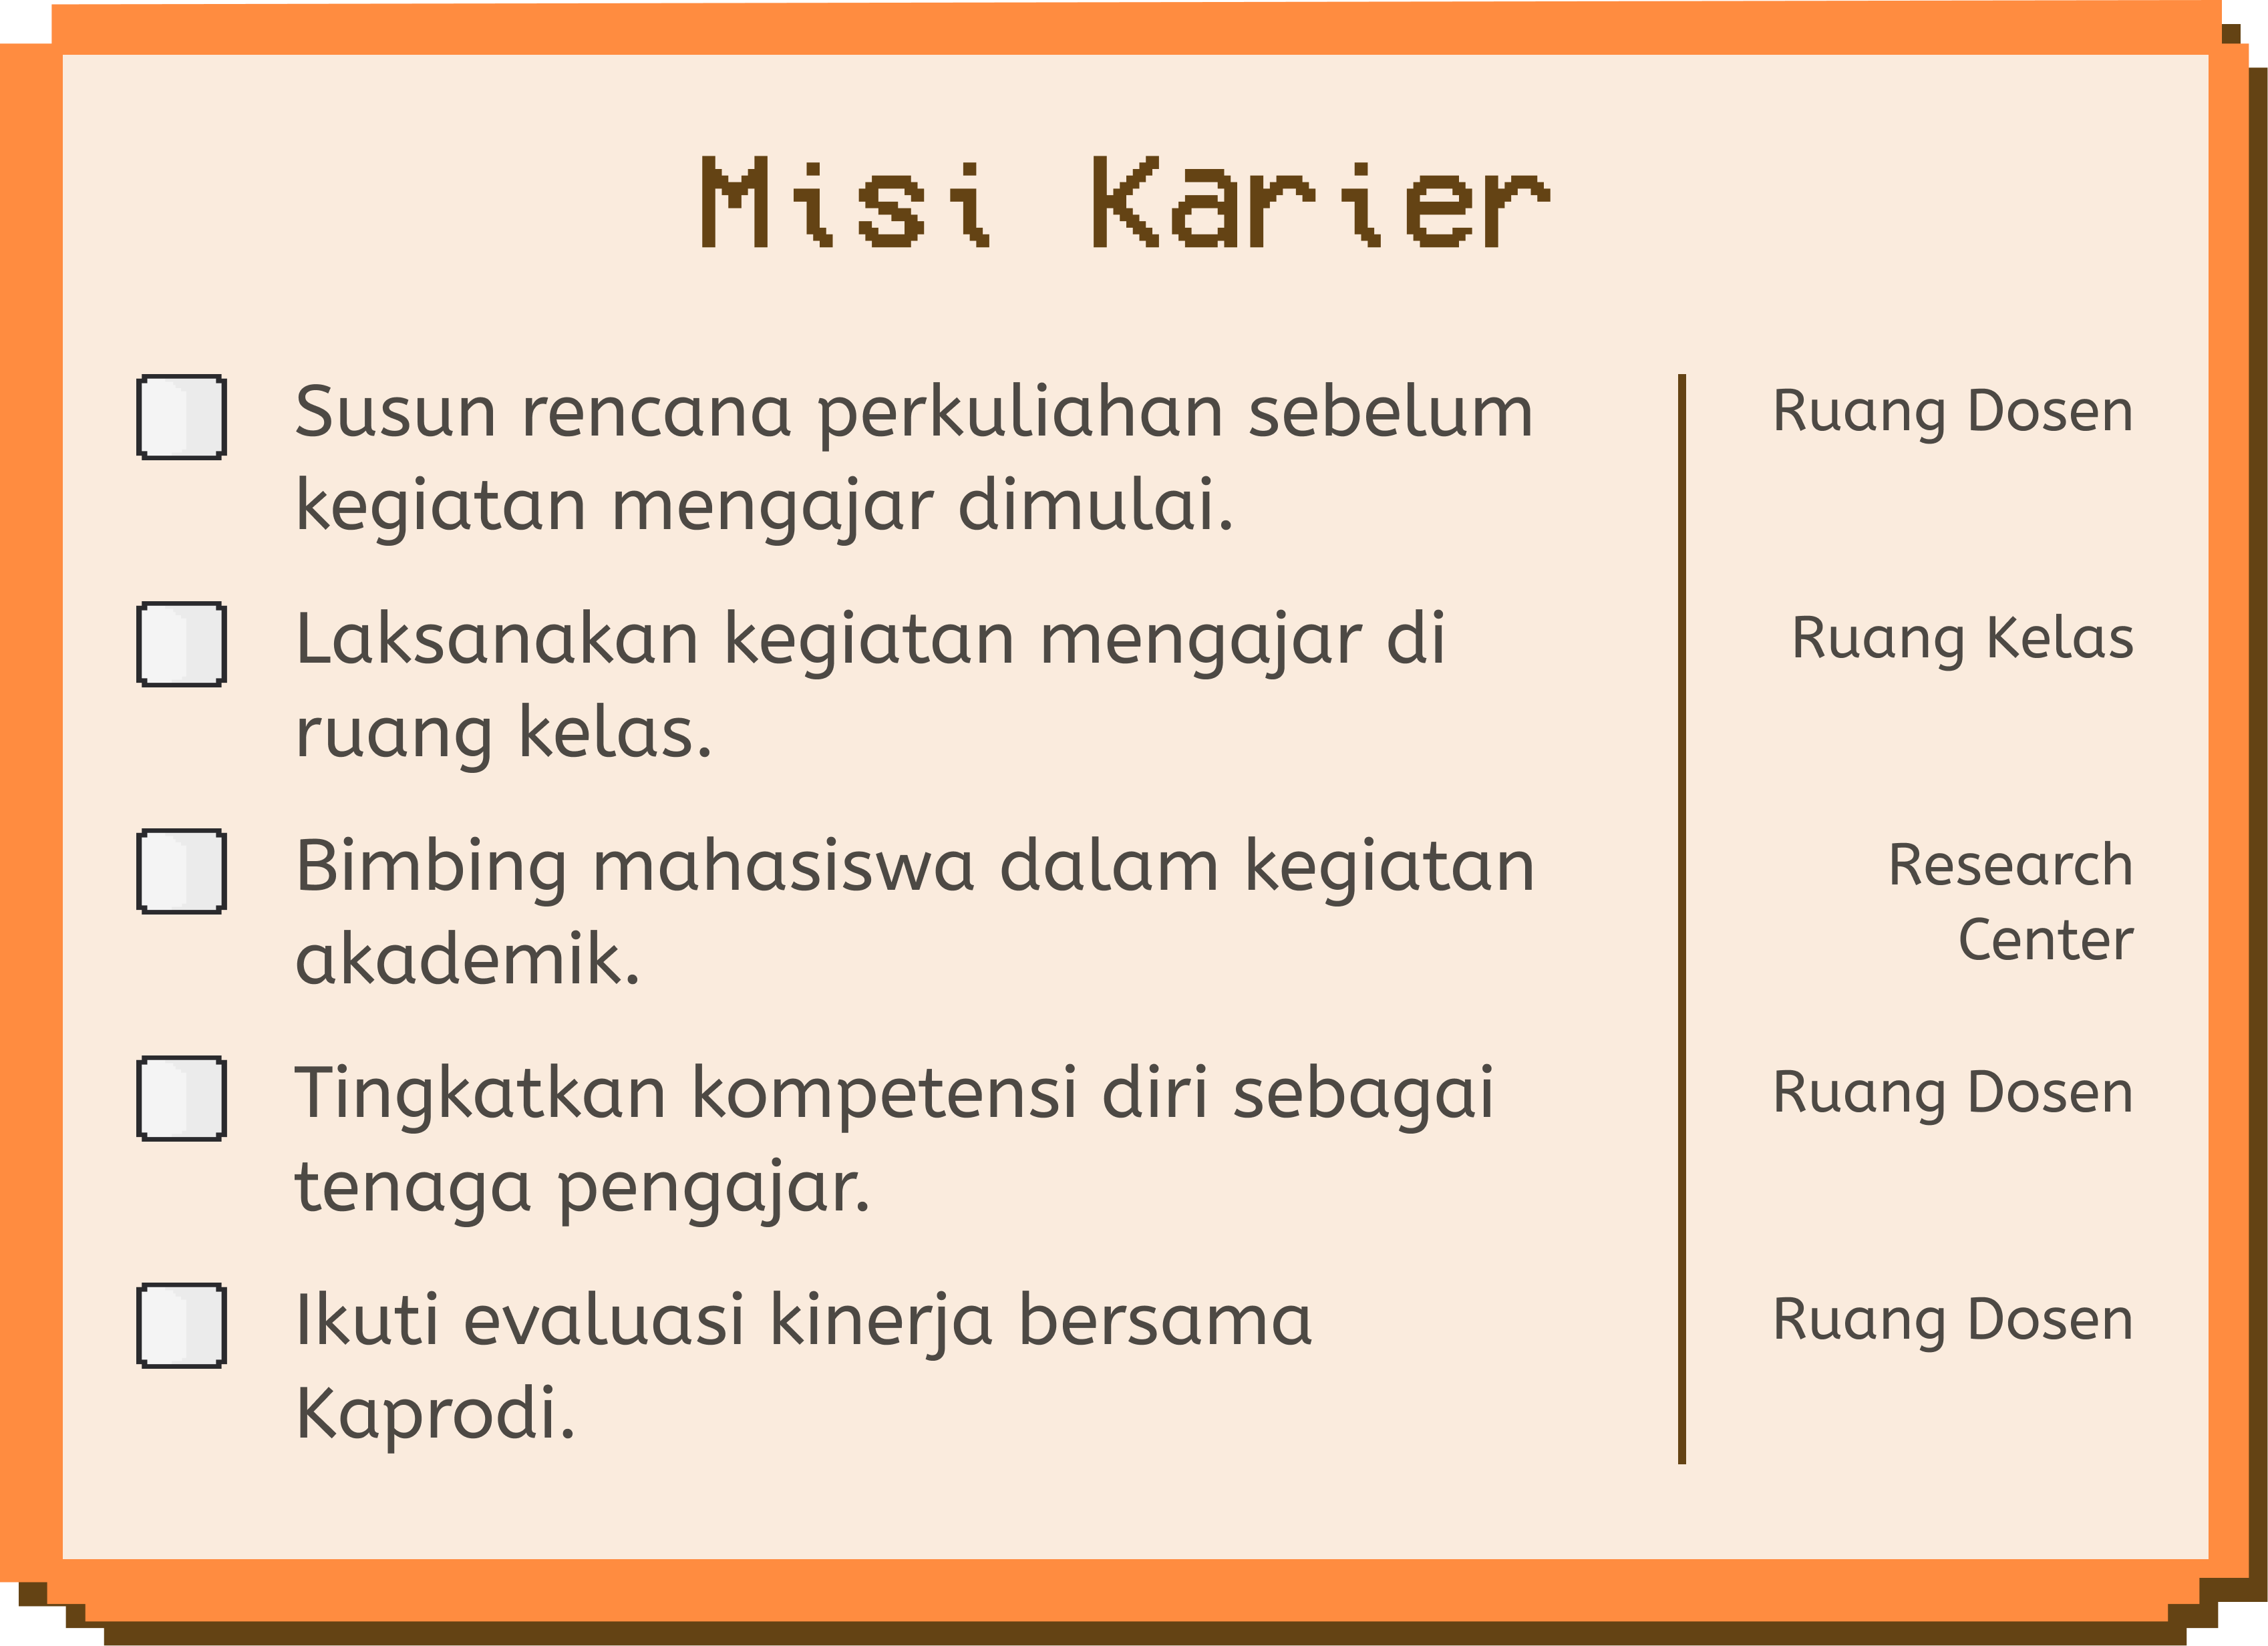 Misi Karier
Susun rencana perkuliahan sebelum
kegiatan mengajar dimulai.
Ruang Dosen
Laksanakan kegiatan mengajar di
ruang kelas.
Ruang Kelas
Bimbing mahasiswa dalam kegiatan
akademik.
Research
Center
Tingkatkan kompetensi diri sebagai
tenaga pengajar.
Ruang Dosen
Ikuti evaluasi kinerja bersama
Kaprodi.
Ruang Dosen